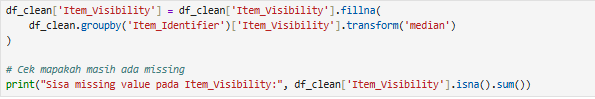 df_clean['Item_Visibility'] = df_clean['Item_Visibility'].fillna(
    df_clean.groupby('Item_Identifier')['Item_Visibility'].transform('median')
)
# Cek mapakah masih ada missing
print("Sisa missing value pada Item_Visibility:", df_clean['Item_Visibility'].isna().sum())